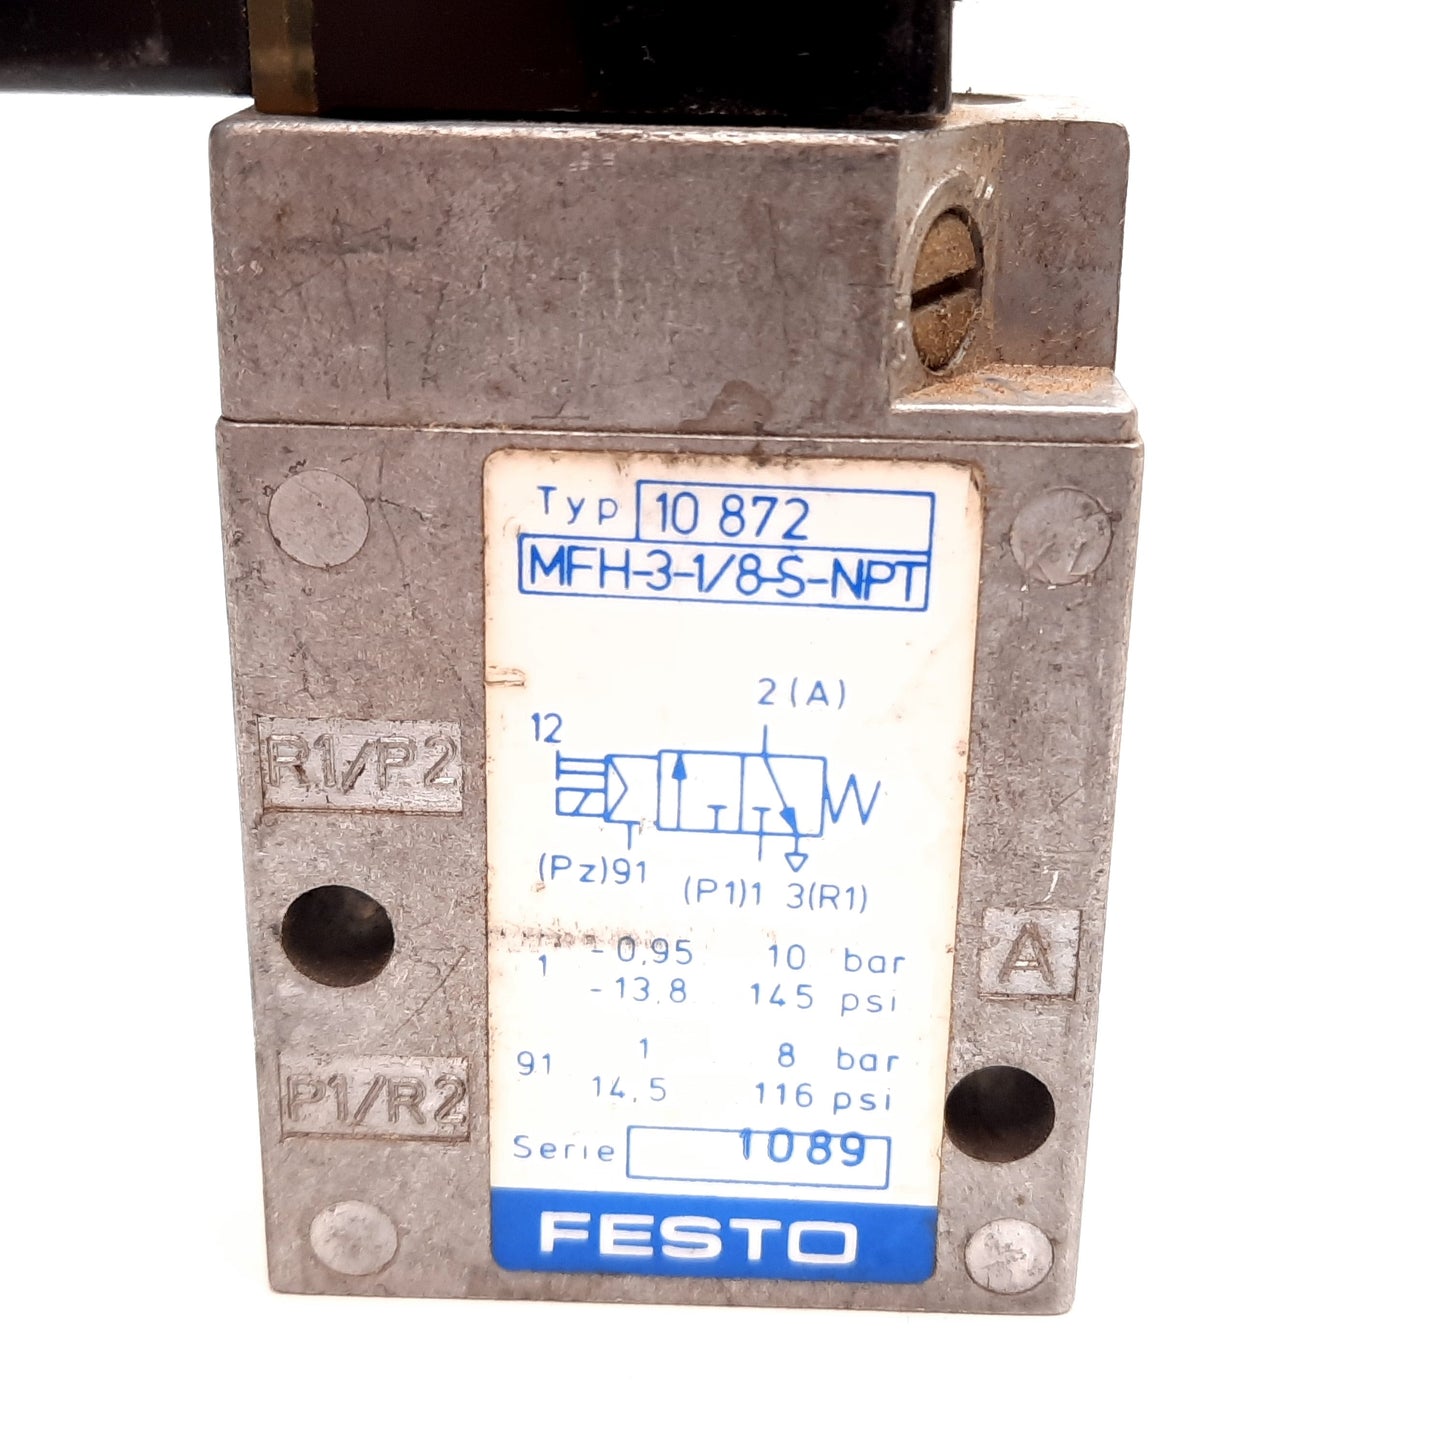 Typ 10 872
MFH-3-1/8-S-NPT
2(A)
12
(Pz)91
(P1)1 3(R1)
R1/P2
A
P1/R2
1 -0,95 10 bar
-13,8 145 psi
91 1 8 bar
14,5 116 psi
Serie 1089
FESTO